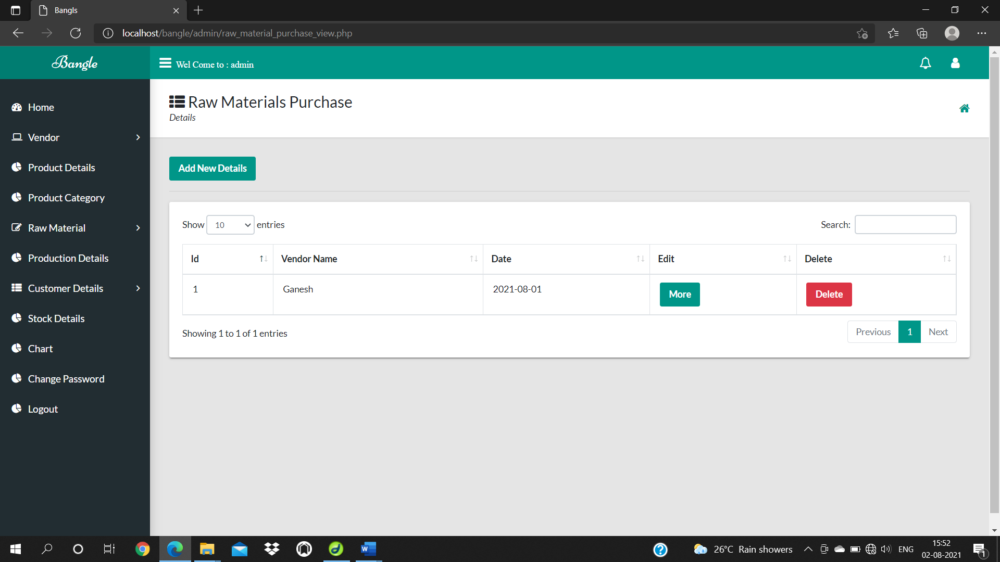 Bangls
localhost/bangle/admin/raw_material_purchase_view.php
Bangle
Wel Come to : admin
Home
Vendor
Product Details
Product Category
Raw Material
Production Details
Customer Details
Stock Details
Chart
Change Password
Logout
Raw Materials Purchase
Details
Add New Details
Show 10 entries
Search:
Id Vendor Name Date Edit Delete
1 Ganesh 2021-08-01 More Delete
Showing 1 to 1 of 1 entries
Previous 1 Next
26°C Rain showers
ENG
15:52
02-08-2021
1